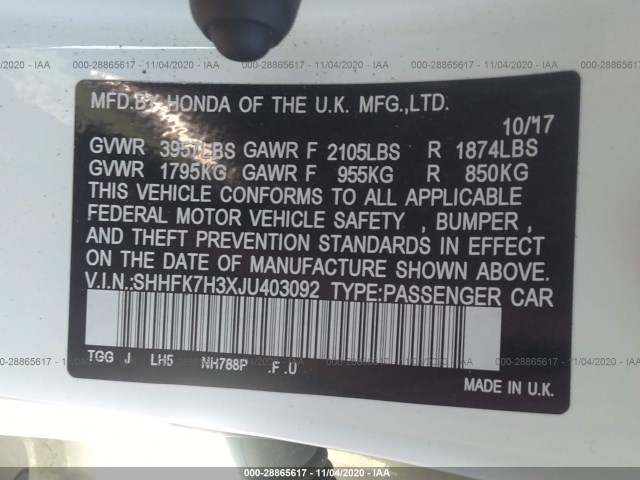 000-28865617 - 11/04/2020 - IAA
MFD.BY HONDA OF THE U.K. MFG.,LTD.
10/17
GVWR 3957LBS GAWR F 2105LBS R 1874LBS
GVWR 1795KG GAWR F 955KG R 850KG
THIS VEHICLE CONFORMS TO ALL APPLICABLE
FEDERAL MOTOR VEHICLE SAFETY , BUMPER ,
AND THEFT PREVENTION STANDARDS IN EFFECT
ON THE DATE OF MANUFACTURE SHOWN ABOVE.
V.I.N.:SHHFK7H3XJU403092 TYPE:PASSENGER CAR
TGG J LH5 NH788P .F .U
MADE IN U.K.
000-28865617 - 11/04/2020 - IAA